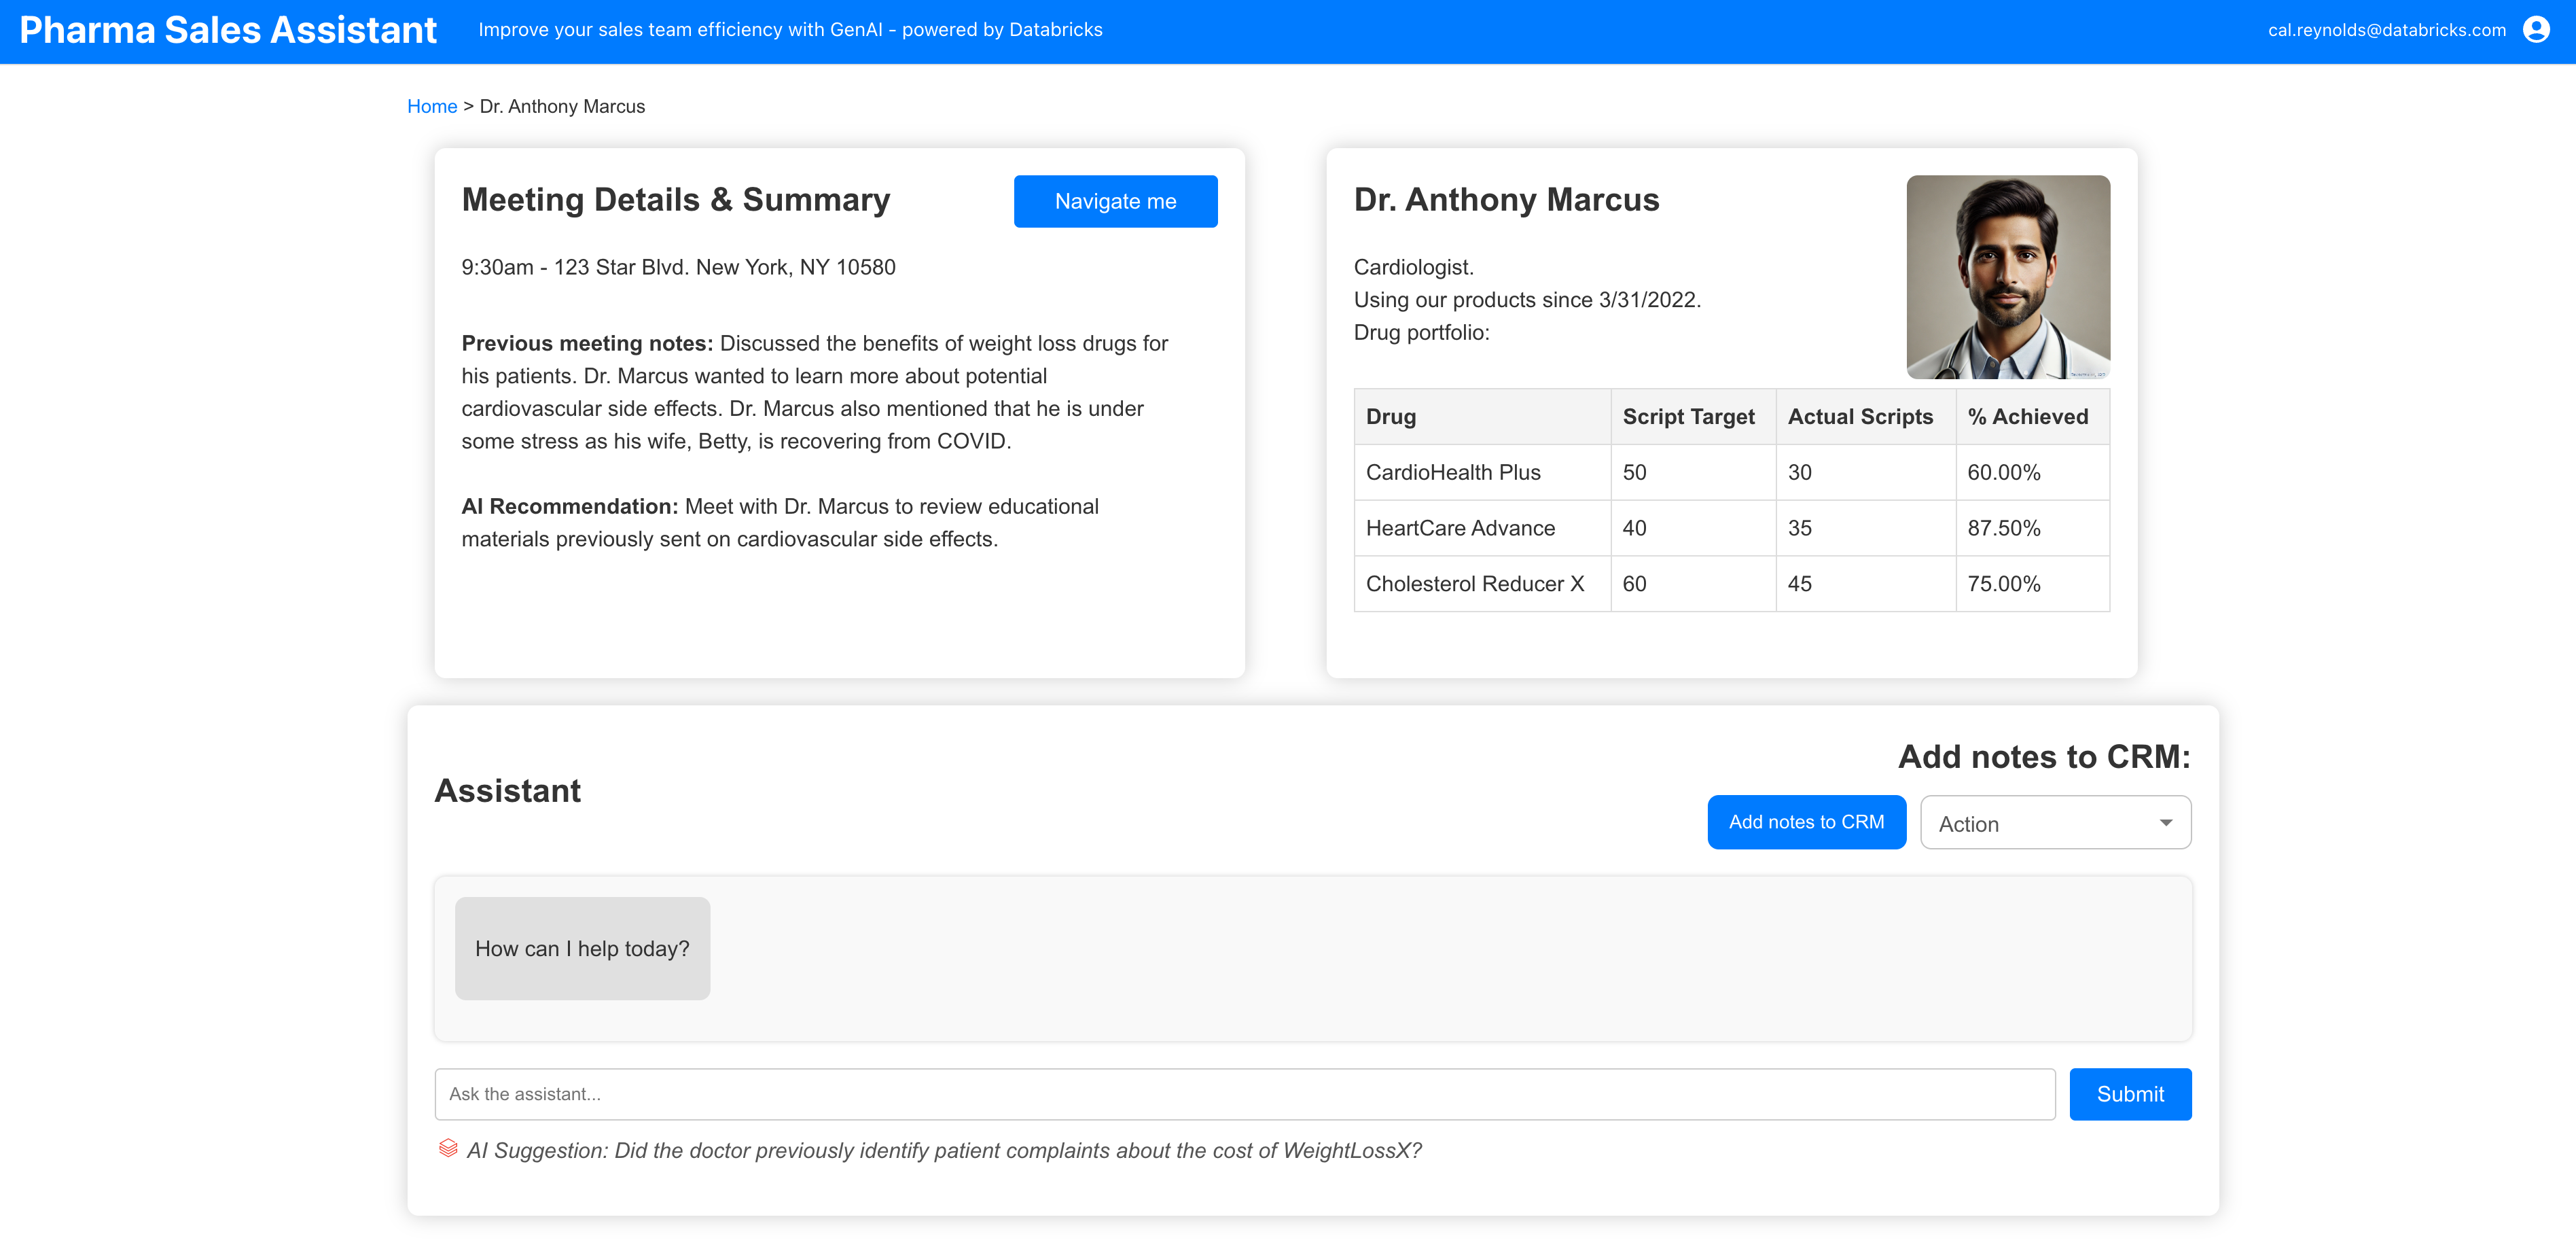 Pharma Sales Assistant
Improve your sales team efficiency with GenAI - powered by Databricks
cal.reynolds@databricks.com
Home > Dr. Anthony Marcus
Meeting Details & Summary
Navigate me
9:30am - 123 Star Blvd. New York, NY 10580
Previous meeting notes: Discussed the benefits of weight loss drugs for
his patients. Dr. Marcus wanted to learn more about potential
cardiovascular side effects. Dr. Marcus also mentioned that he is under
some stress as his wife, Betty, is recovering from COVID.
AI Recommendation: Meet with Dr. Marcus to review educational
materials previously sent on cardiovascular side effects.
Dr. Anthony Marcus
Cardiologist.
Using our products since 3/31/2022.
Drug portfolio:
Drug Script Target Actual Scripts % Achieved
CardioHealth Plus 50 30 60.00%
HeartCare Advance 40 35 87.50%
Cholesterol Reducer X 60 45 75.00%
Add notes to CRM:
Assistant
Add notes to CRM
Action
How can I help today?
Ask the assistant...
Submit
AI Suggestion: Did the doctor previously identify patient complaints about the cost of WeightLossX?